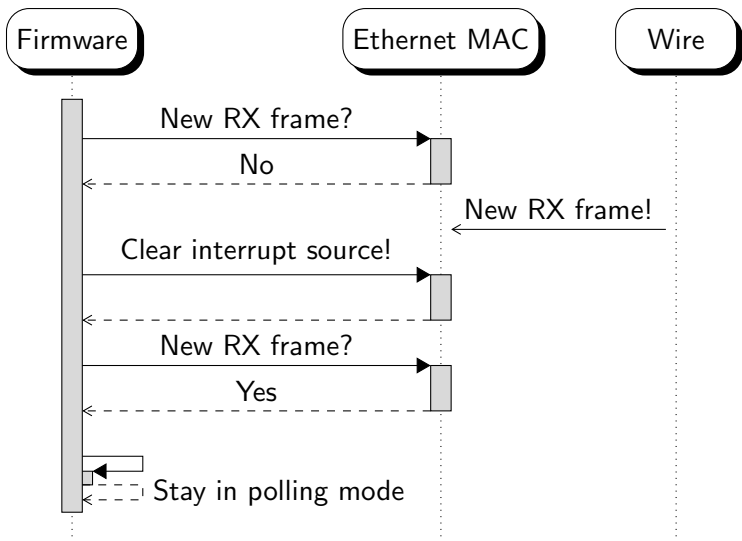 Firmware
Ethernet MAC
Wire
New RX frame?
No
New RX frame!
Clear interrupt source!
New RX frame?
Yes
Stay in polling mode